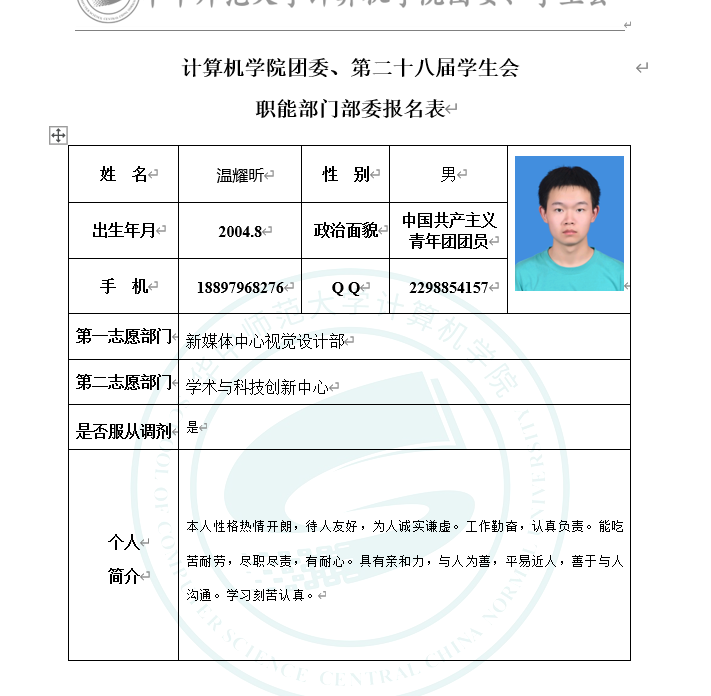 计算机学院团委、第二十八届学生会
职能部门部委报名表
姓 名 温耀昕 性 别 男
出生年月 2004.8 政治面貌 中国共产主义青年团团员
手 机 18897968276 Q Q 2298854157
第一志愿部门 新媒体中心视觉设计部
第二志愿部门 学术与科技创新中心
是否服从调剂 是
个人
简介
本人性格热情开朗，待人友好，为人诚实谦虚。工作勤奋，认真负责。能吃
苦耐劳，尽职尽责，有耐心。具有亲和力，与人为善，平易近人，善于与人
沟通。学习刻苦认真。